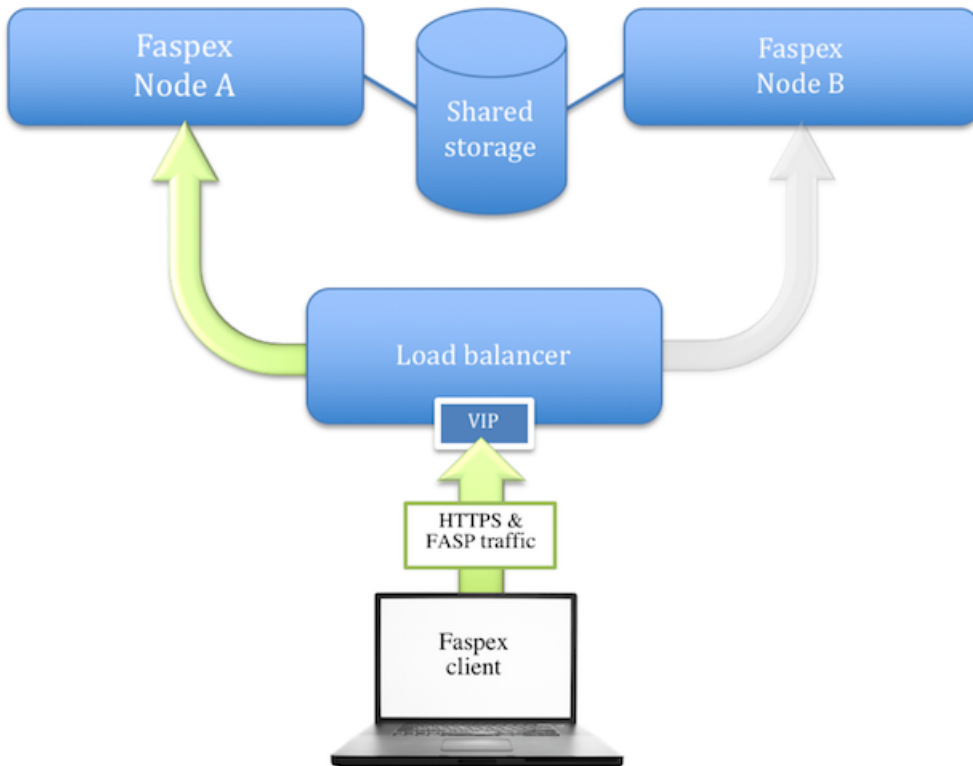 Faspex
Node A
Shared
storage
Faspex
Node B
Load balancer
VIP
HTTPS &
FASP traffic
Faspex
client